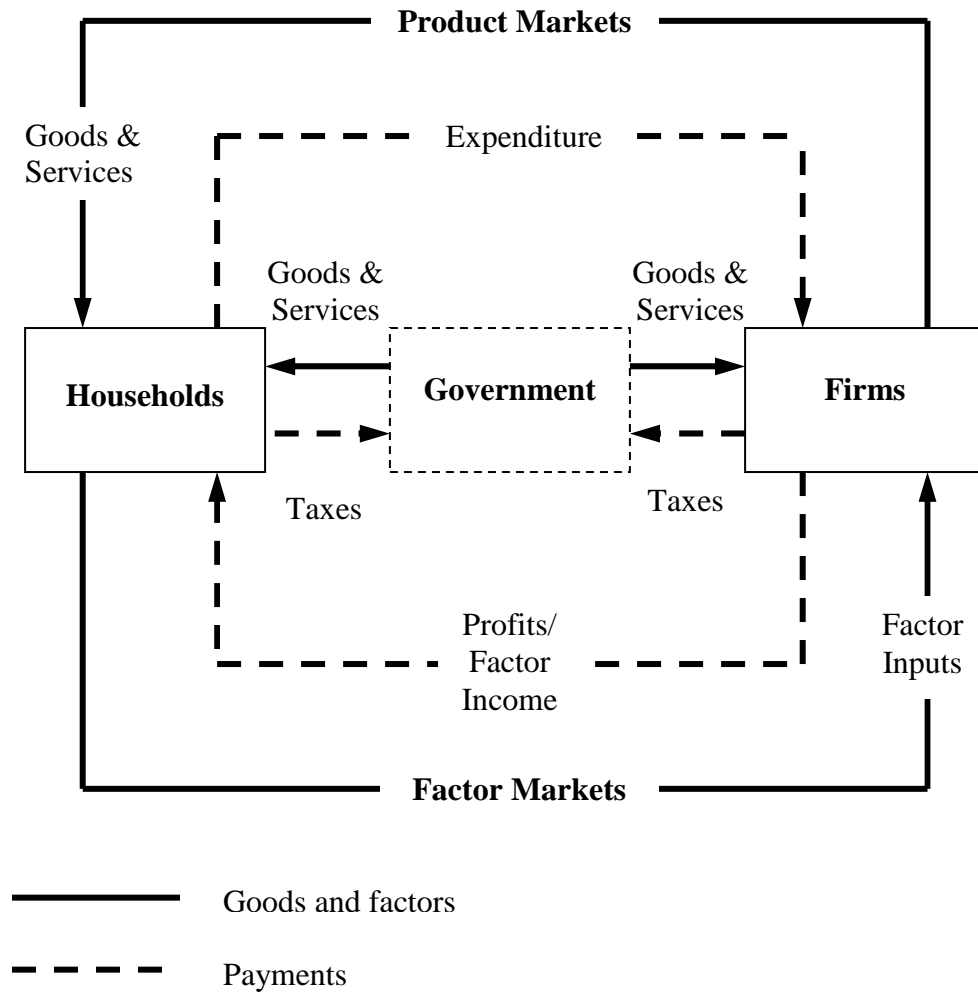 Product Markets
Goods &
Services
Expenditure
Goods &
Services
Goods &
Services
Households
Government
Firms
Taxes
Taxes
Profits/
Factor
Income
Factor
Inputs
Factor Markets
Goods and factors
Payments